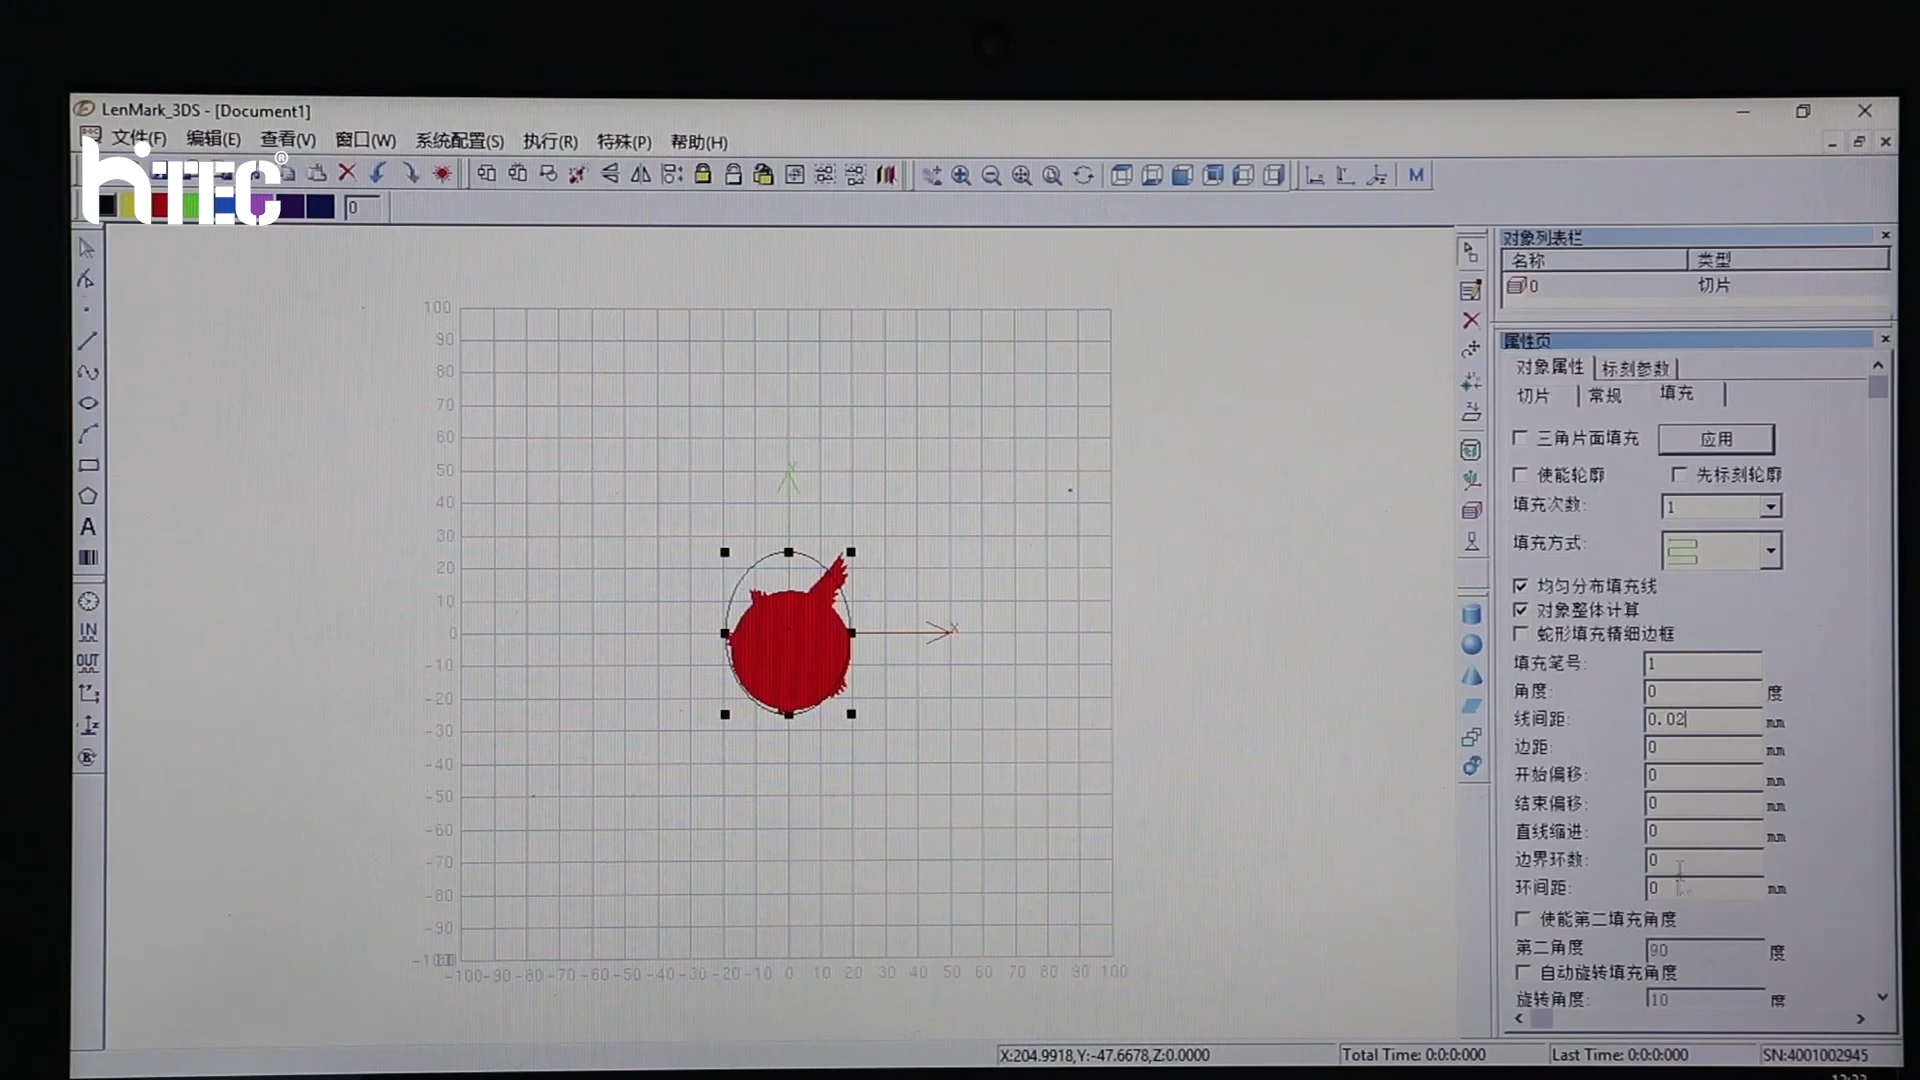 LenMark_3DS - [Document1]
文件(F) 编辑(E) 查看(V) 窗口(W) 系统配置(S) 执行(R) 特殊(P) 帮助(H)
hiTEC®
M
0
对象列表栏
名称 类型
0 切片
属性页
对象属性 标刻参数
切片 常规 填充
三角片面填充 应用
使能轮廓 先标刻轮廓
填充次数: 1
填充方式:
均匀分布填充线
对象整体计算
蛇形填充精细边框
填充笔号: 1
角度: 0 度
线间距: 0.02 mm
边距: 0 mm
开始偏移: 0 mm
结束偏移: 0 mm
直线缩进: 0 mm
边界环数: 0
环间距: 0 mm
使能第二填充角度
第二角度 90 度
自动旋转填充角度
旋转角度: 10 度
A
IN
OUT
100
90
80
70
60
50
40
30
20
10
0
-10
-20
-30
-40
-50
-60
-70
-80
-90
-100 -90 -80 -70 -60 -50 -40 -30 -20 -10 0 10 20 30 40 50 60 70 80 90 100
Y
X
X:204.9918,Y:-47.6678,Z:0.0000 Total Time: 0:0:0:000 Last Time: 0:0:0:000 SN:4001002945